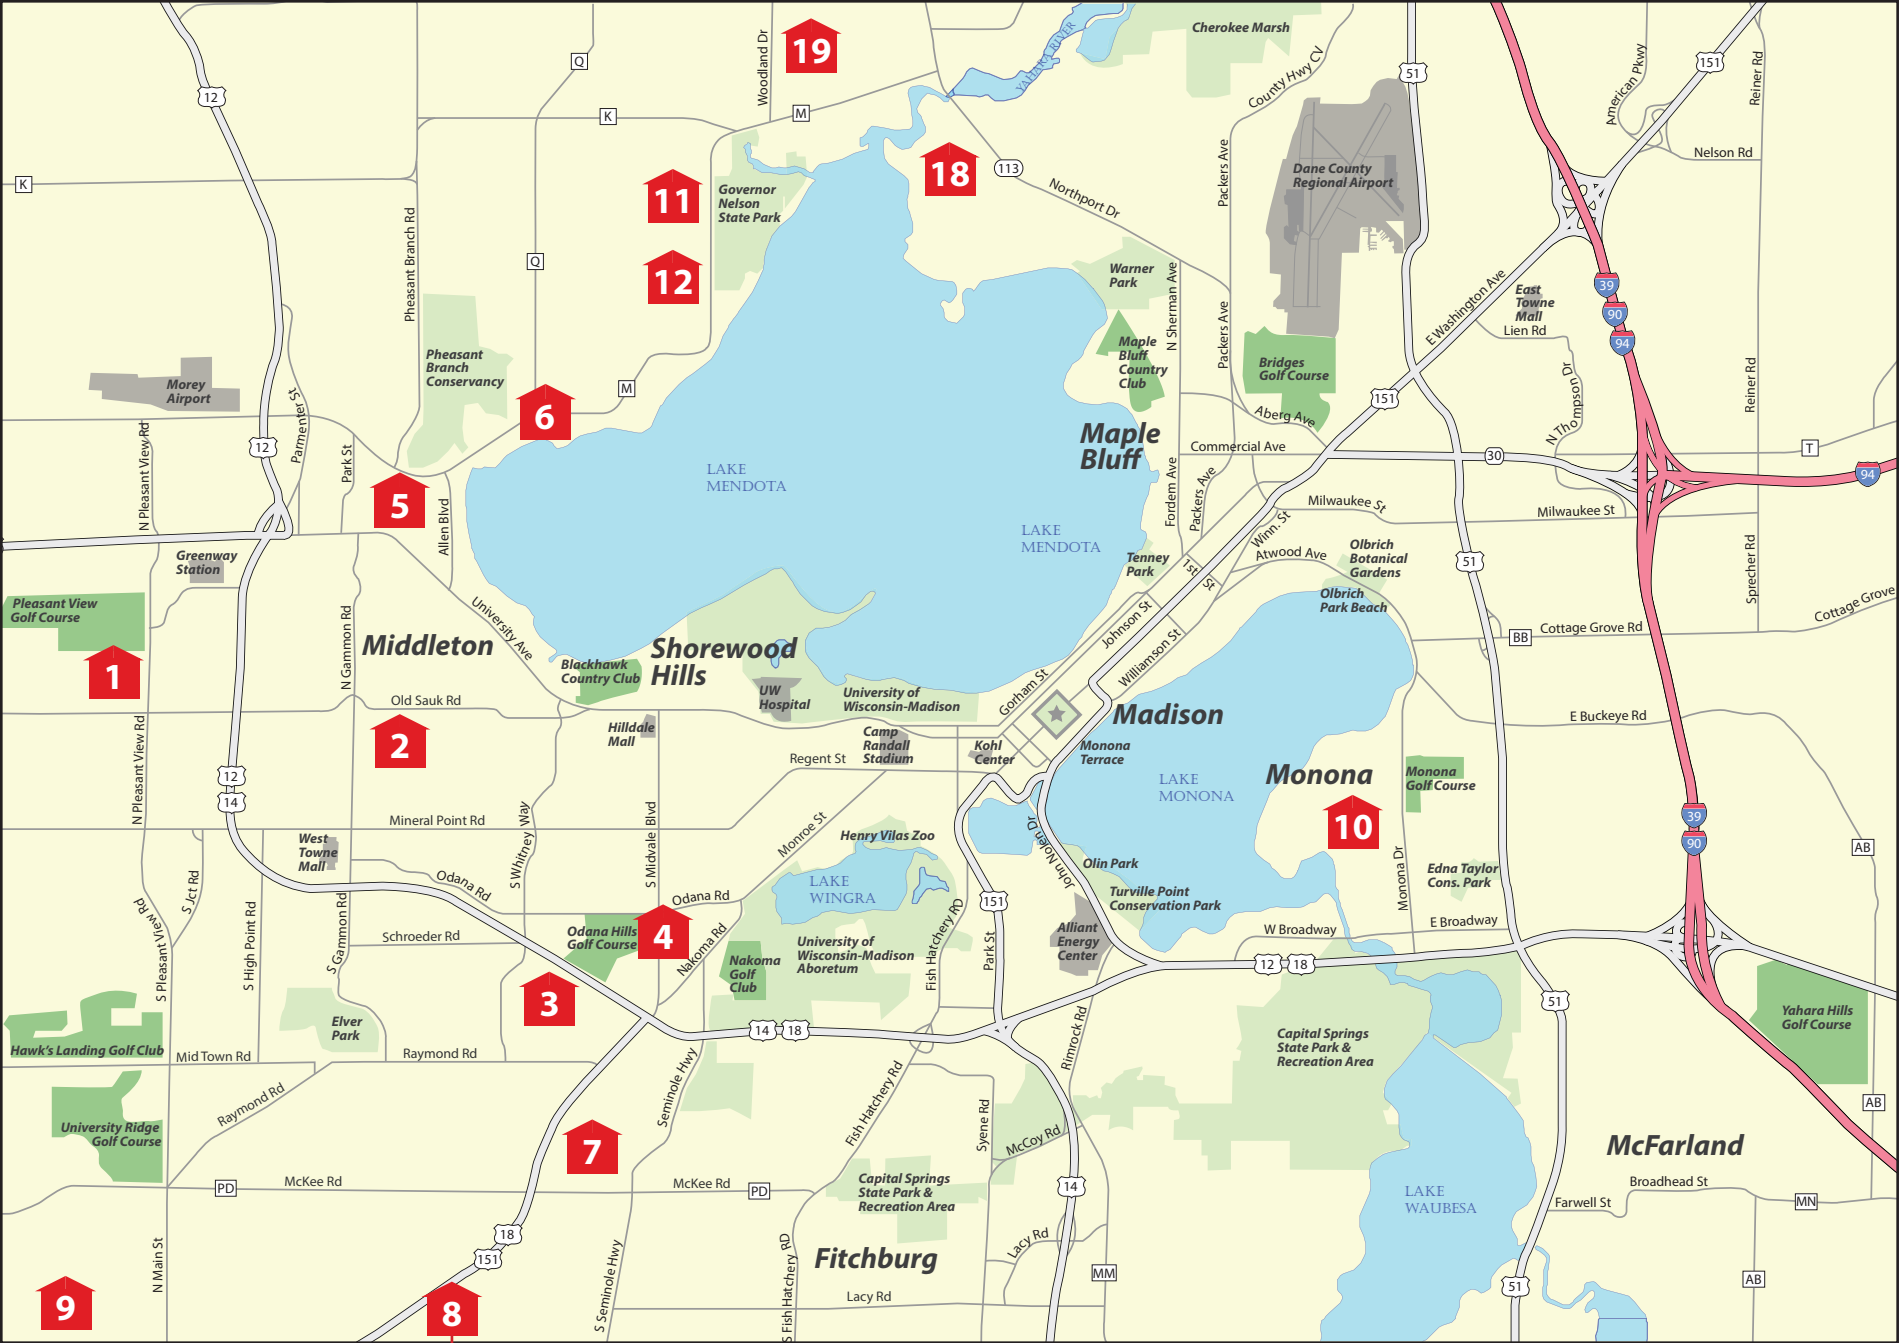 19
YAHARA RIVER
Cherokee Marsh
51
151
12
Q
Woodland Dr
K
M
County Hwy CV
American Pkwy
Reiner Rd
Nelson Rd
K
11
Governor
Nelson
State Park
18
113
Northport Dr
Packers Ave
Dane County
Regional Airport
Pheasant Branch Rd
Q
12
Warner
Park
N Sherman Ave
39
90
94
East
Towne
Mall
Lien Rd
E Washington Ave
Packers Ave
Maple
Bluff
Country
Club
Bridges
Golf Course
Pheasant
Branch
Conservancy
Morey
Airport
Parmenter St
M
6
151
Aberg Ave
N Thompson Dr
Reiner Rd
N Pleasant View Rd
12
Park St
Maple
Bluff
Commercial Ave
30
T
94
LAKE
MENDOTA
Fordem Ave
Packers Ave
5
Allen Blvd
LAKE
MENDOTA
Milwaukee St
Milwaukee St
Winn. St
Greenway
Station
Tenney
Park
1st St
Atwood Ave
Olbrich
Botanical
Gardens
51
Sprecher Rd
Pleasant View
Golf Course
Olbrich
Park Beach
University Ave
Johnson St
Williamson St
BB
Cottage Grove Rd
Cottage Grove
1
N Gammon Rd
Middleton
Shorewood
Hills
Blackhawk
Country Club
UW
Hospital
University of
Wisconsin-Madison
Gorham St
Old Sauk Rd
2
Hilldale
Mall
Camp
Randall
Stadium
Kohl
Center
Madison
Monona
Terrace
E Buckeye Rd
N Pleasant View Rd
12
14
Regent St
LAKE
MONONA
Monona
Monona
Golf Course
Mineral Point Rd
S Whitney Way
S Midvale Blvd
Monroe St
Henry Vilas Zoo
John Nolen Dr
10
39
90
AB
West
Towne
Mall
Odana Rd
Odana Rd
LAKE
WINGRA
Olin Park
Turville Point
Conservation Park
Monona Dr
Edna Taylor
Cons. Park
S Jct Rd
S Pleasant View Rd
View Rd
S High Point Rd
S Gammon Rd
Schroeder Rd
Odana Hills
Golf Course
4
Nakoma Rd
Nakoma
Golf
Club
University of
Wisconsin-Madison
Aboretum
Fish Hatchery RD
151
Park St
Alliant
Energy
Center
W Broadway
E Broadway
12
18
3
51
Elver
Park
Hawk's Landing Golf Club
Mid Town Rd
Raymond Rd
14
18
Rimrock Rd
Capital Springs
State Park &
Recreation Area
Yahara Hills
Golf Course
Raymond Rd
Seminole Hwy
Fish Hatchery Rd
Syene Rd
McCoy Rd
AB
University Ridge
Golf Course
7
McFarland
PD
McKee Rd
McKee Rd
PD
Capital Springs
State Park &
Recreation Area
14
LAKE
WAUBESA
Farwell St
Broadhead St
MN
18
151
N Main St
S Seminole Hwy
S Fish Hatchery RD
Fitchburg
Lacy Rd
MM
AB
9
8
Lacy Rd
51